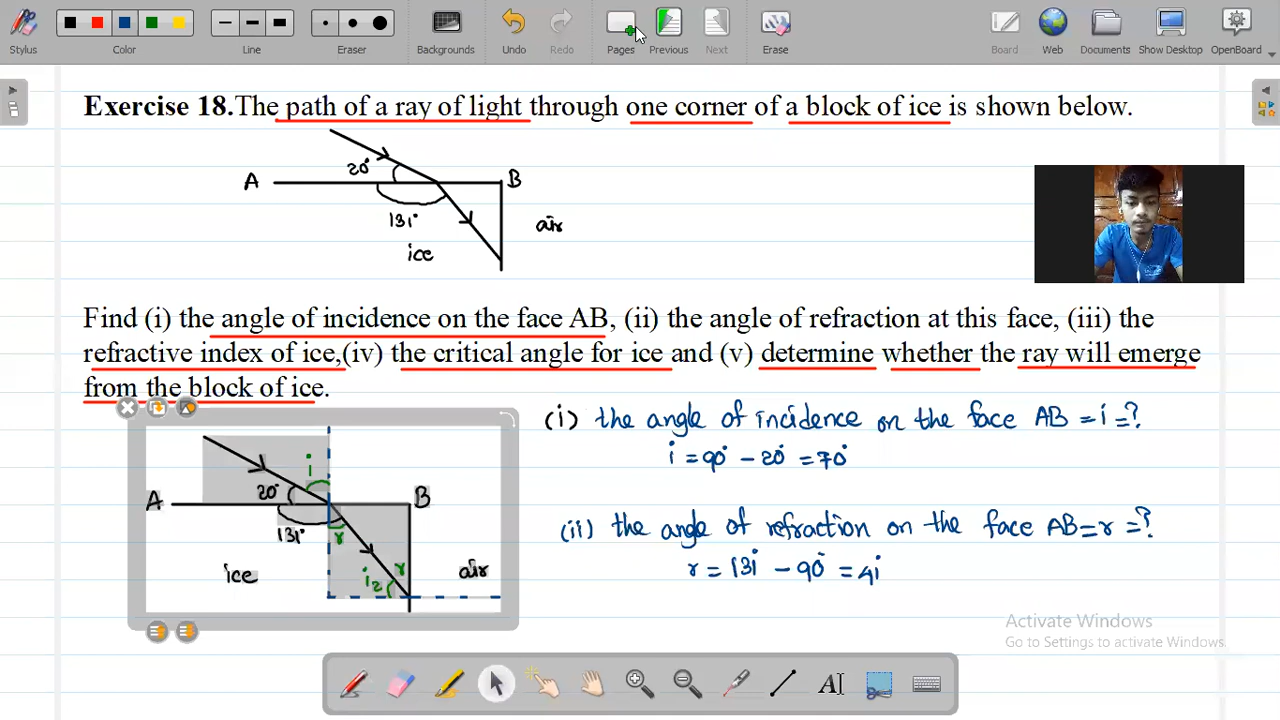 Stylus Color Line Eraser Backgrounds Undo Redo Pages Previous Next Erase Board Web Documents Show Desktop OpenBoard
Exercise 18.The path of a ray of light through one corner of a block of ice is shown below.
20°
A
B
131°
air
ice
Find (i) the angle of incidence on the face AB, (ii) the angle of refraction at this face, (iii) the
refractive index of ice,(iv) the critical angle for ice and (v) determine whether the ray will emerge
from the block of ice.
i
20°
A
B
131°
r
r
i2
ice
air
(i) the angle of incidence on the face AB = i = ?
i = 90° - 20° = 70°
(ii) the angle of refraction on the face AB = r = ?
r = 131° - 90° = 41°
Activate Windows
Go to Settings to activate Windows.